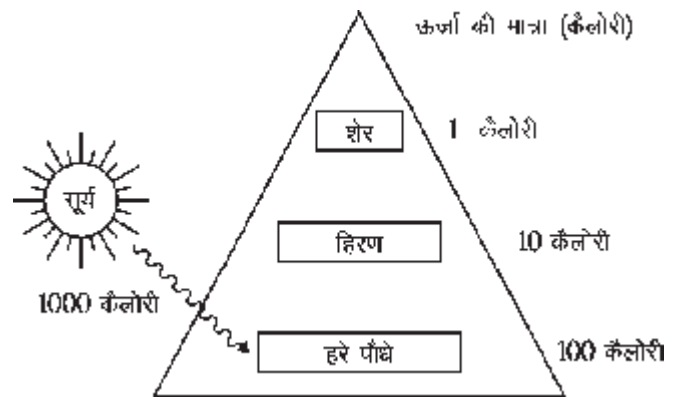 ऊर्जा की मात्रा (कैलोरी)
शेर
1 कैलोरी
सूर्य
हिरण
10 कैलोरी
1000 कैलोरी
हरे पौधे
100 कैलोरी